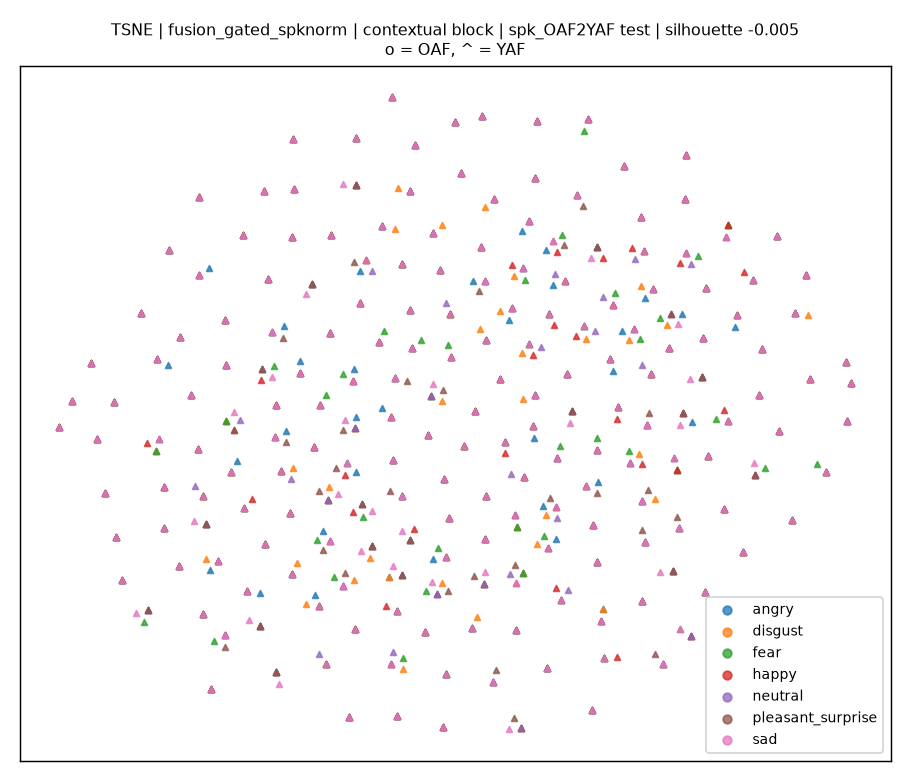 TSNE | fusion_gated_spknorm | contextual block | spk_OAF2YAF test | silhouette -0.005
o = OAF, ^ = YAF
angry
disgust
fear
happy
neutral
pleasant_surprise
sad